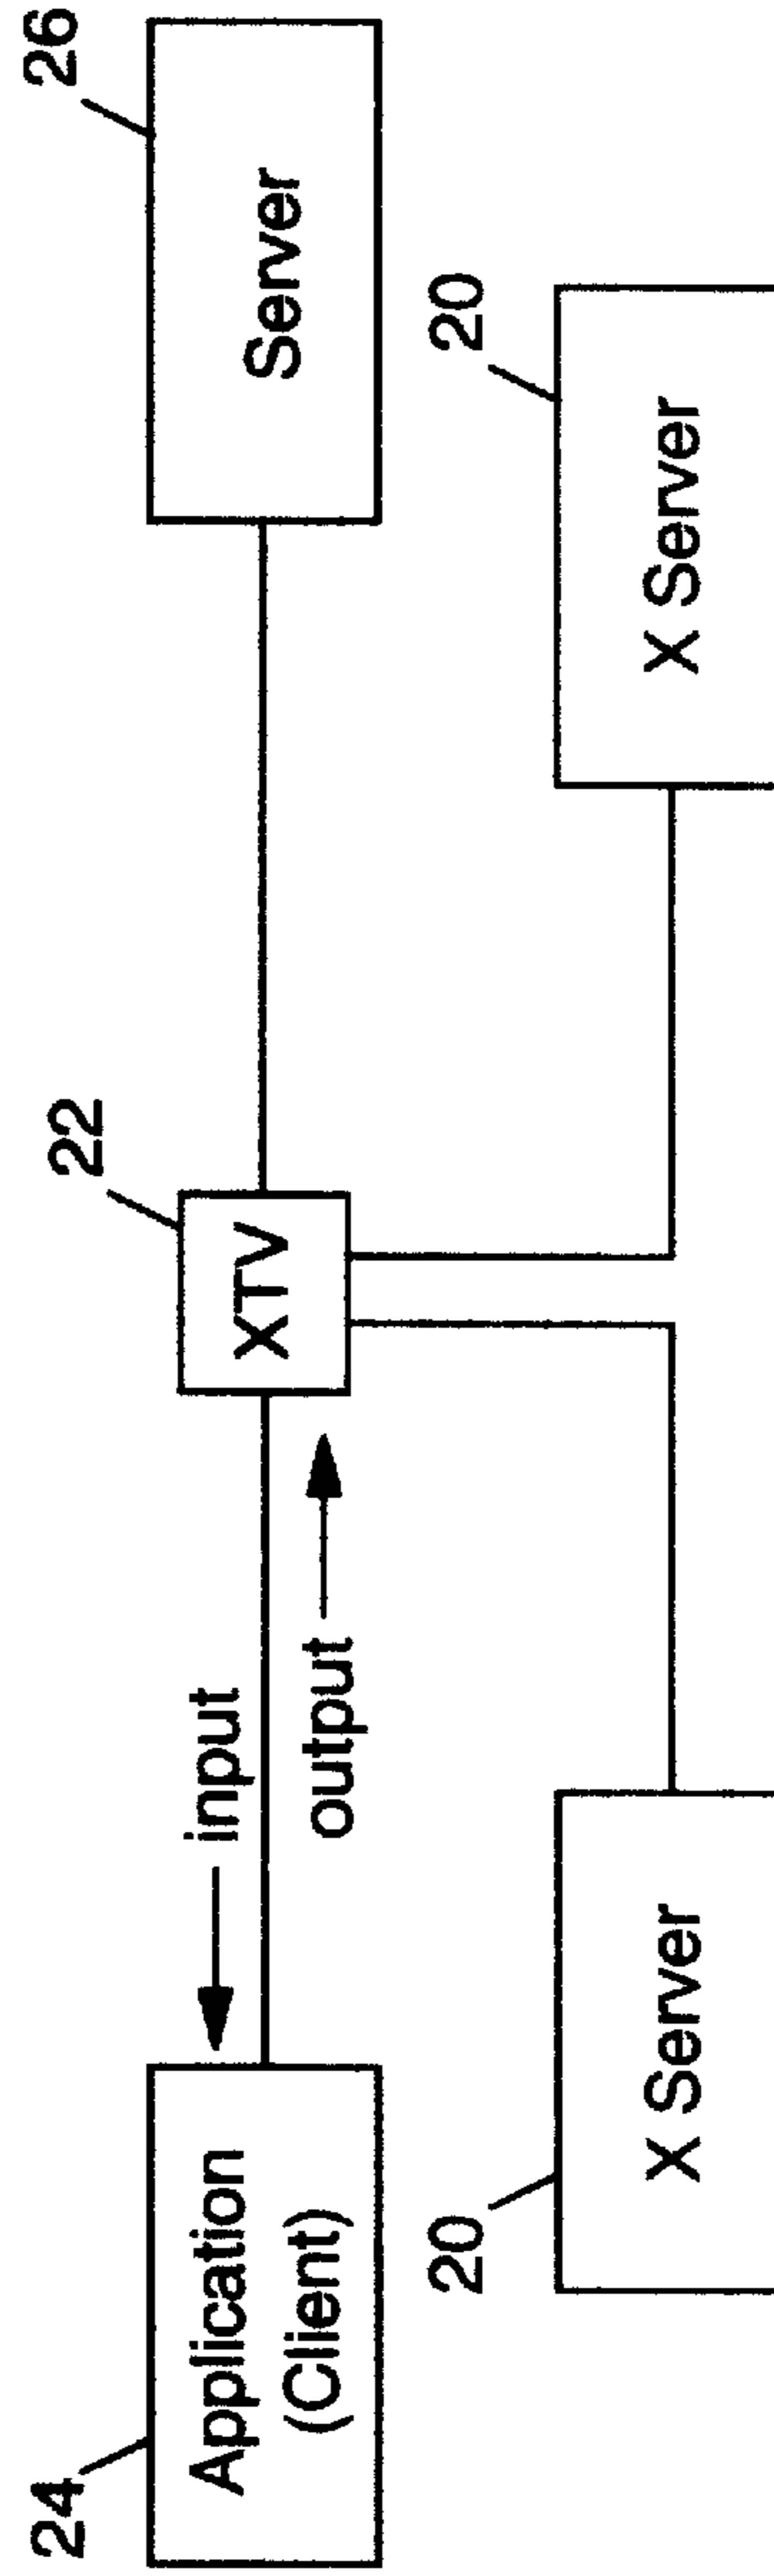 24
Application
(Client)
input
output
22
XTV
26
Server
20
X Server
20
X Server